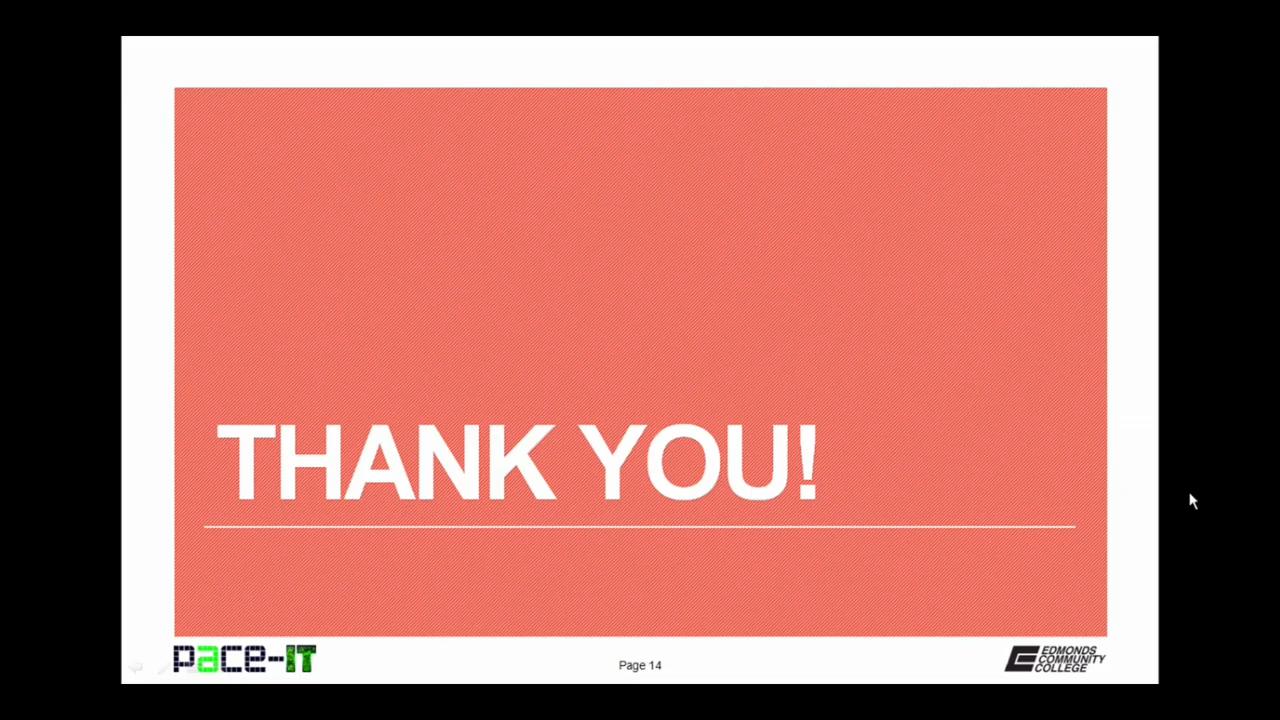 THANK YOU!
pace-IT
Page 14
EDMONDS
COMMUNITY
COLLEGE